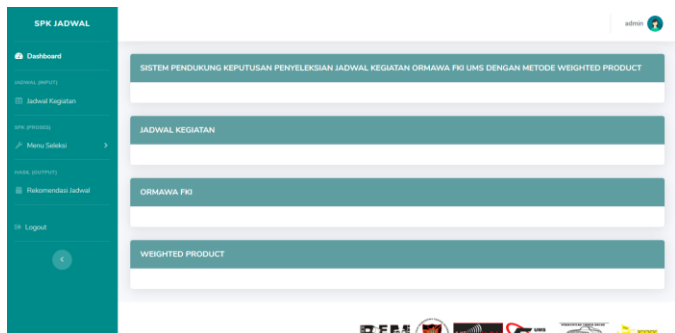 SPK JADWAL
admin
Dashboard
JADWAL (INPUT)
Jadwal Kegiatan
SPK (PROSES)
Menu Seleksi
HASIL (OUTPUT)
Rekomendasi Jadwal
Logout
SISTEM PENDUKUNG KEPUTUSAN PENYELEKSIAN JADWAL KEGIATAN ORMAWA FKI UMS DENGAN METODE WEIGHTED PRODUCT
JADWAL KEGIATAN
ORMAWA FKI
WEIGHTED PRODUCT
UMS